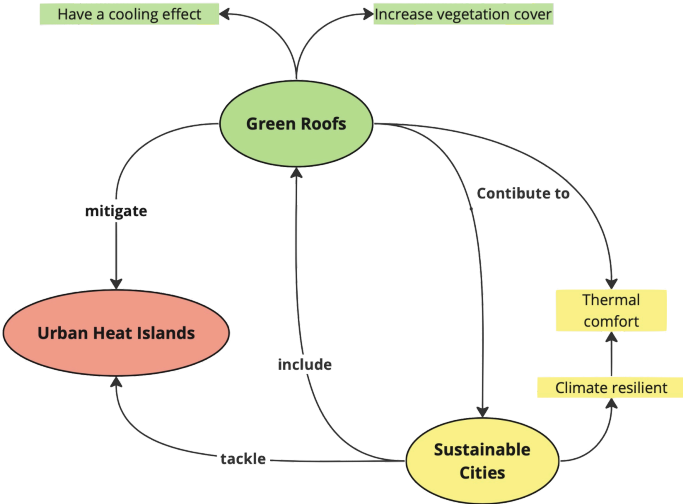 Have a cooling effect
Increase vegetation cover
Green Roofs
Contibute to
mitigate
Thermal
comfort
Urban Heat Islands
include
Climate resilient
Sustainable
Cities
tackle